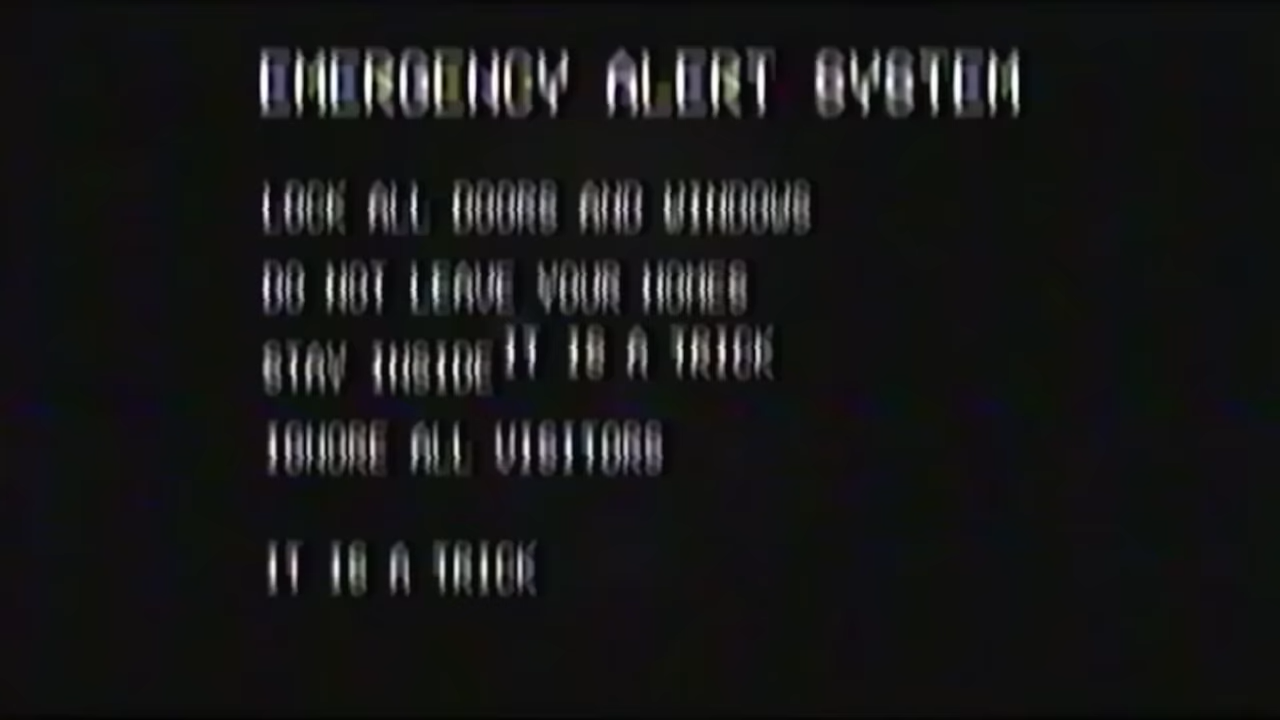 EMERGENCY ALERT SYSTEM
LOCK ALL DOORS AND WINDOWS
DO NOT LEAVE YOUR HOMES
STAY INSIDE IT IS A TRICK
IGNORE ALL VISITORS
IT IS A TRICK